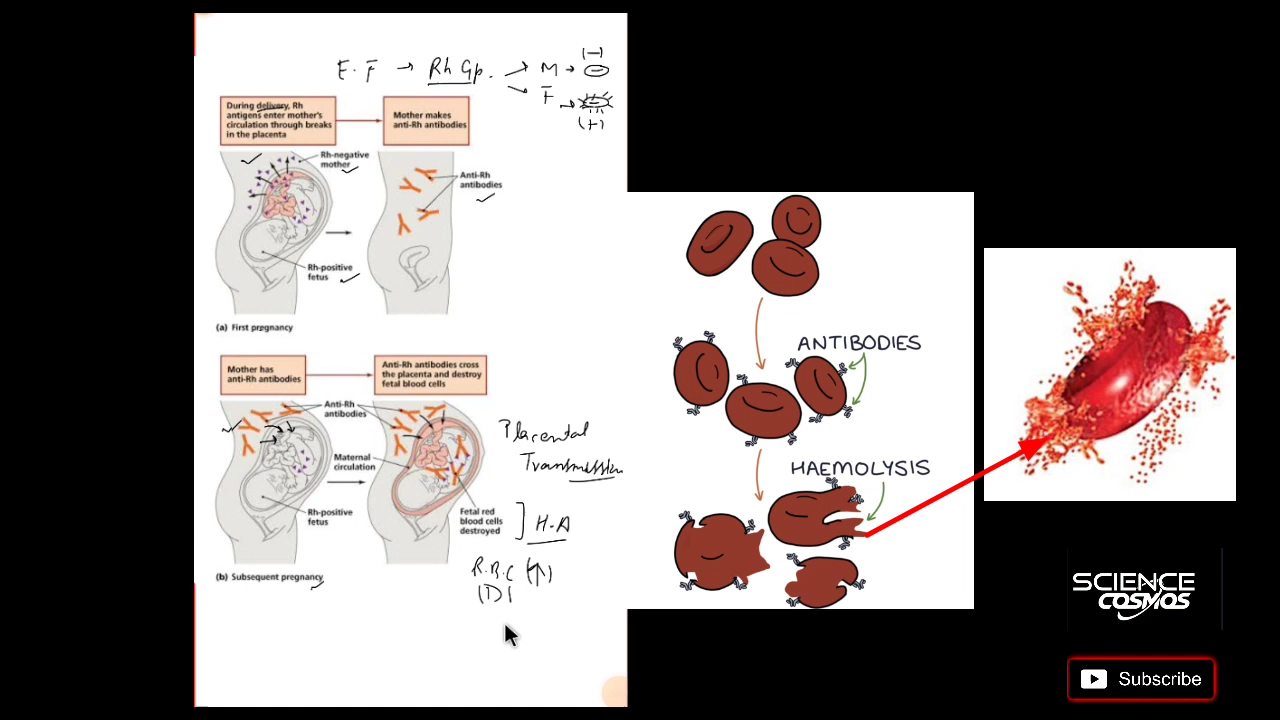 E.F → Rh Gp. → M → (-)
F → (+)
During delivery, Rh
antigens enter mother's
circulation through breaks
in the placenta
Mother makes
anti-Rh antibodies
Rh-negative
mother
Anti-Rh
antibodies
Rh-positive
fetus
(a) First pregnancy
Mother has
anti-Rh antibodies
Anti-Rh antibodies cross
the placenta and destroy
fetal blood cells
Anti-Rh
antibodies
Maternal
circulation
Rh-positive
fetus
Fetal red
blood cells
destroyed
(b) Subsequent pregnancy
Placental
Transmission
H-A
R.B.C (↑)
(D)
ANTIBODIES
HAEMOLYSIS
SCIENCE
COSMOS
Subscribe